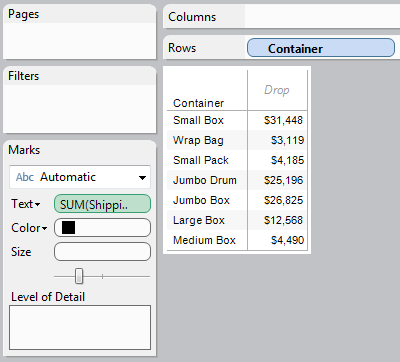 Pages
Columns
Rows Container
Filters
Drop
Container
Small Box $31,448
Wrap Bag $3,119
Small Pack $4,185
Jumbo Drum $25,196
Jumbo Box $26,825
Large Box $12,568
Medium Box $4,490
Marks
Abc Automatic
Text SUM(Shippi..
Color
Size
Level of Detail